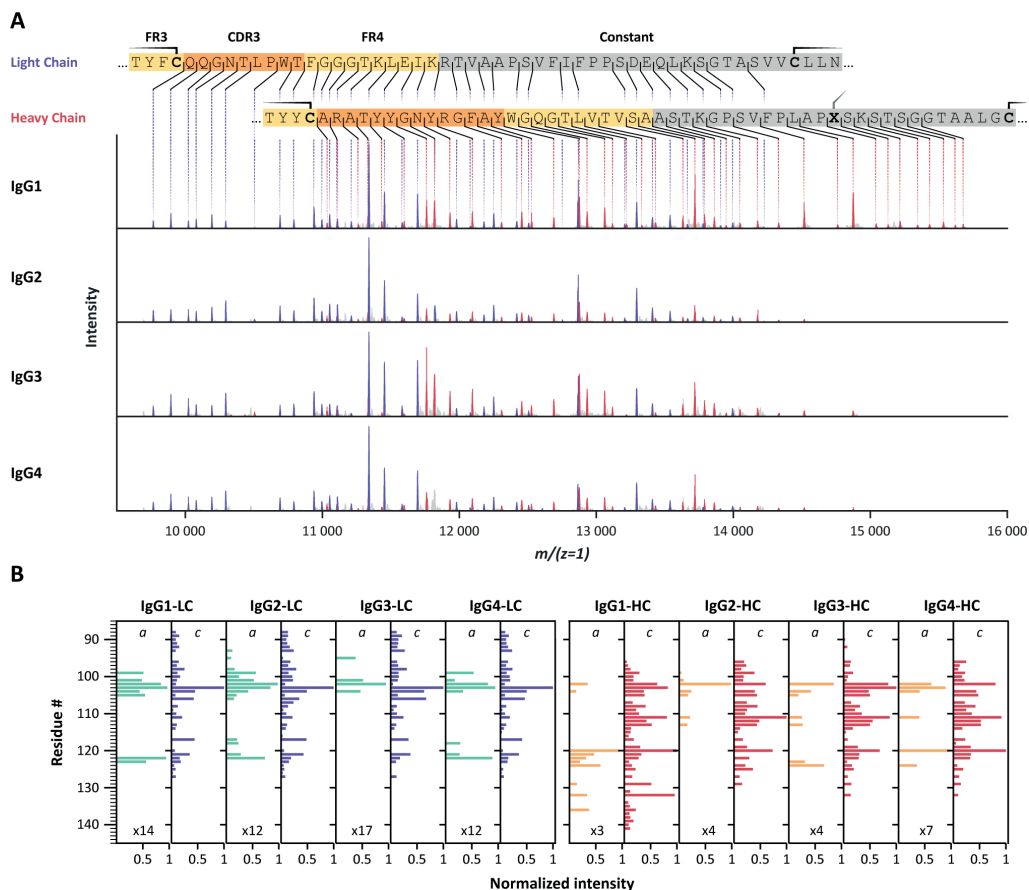 A
FR3 CDR3 FR4 Constant
Light Chain ... TYFCQQGNTLPWTFGGGTKLEIKRTVAAPSVFIFPPSDEQLKSGTASVVCLLN ...
Heavy Chain ... TYYCARATYYGNYRGFAYWGQGTLVTVSAASTKGPSVFPLAPXSKSTSGGTAALGC ...
IgG1
IgG2
IgG3
IgG4
Intensity
10 000 11 000 12 000 13 000 14 000 15 000 16 000
m/(z=1)
B
IgG1-LC IgG2-LC IgG3-LC IgG4-LC IgG1-HC IgG2-HC IgG3-HC IgG4-HC
a c a c a c a c a c a c a c a c
90
100
110
120
130
140
Residue #
x14 x12 x17 x12 x3 x4 x4 x7
0.5 1 0.5 1 0.5 1 0.5 1 0.5 1 0.5 1 0.5 1 0.5 1 0.5 1 0.5 1 0.5 1 0.5 1 0.5 1 0.5 1 0.5 1 0.5 1
Normalized intensity